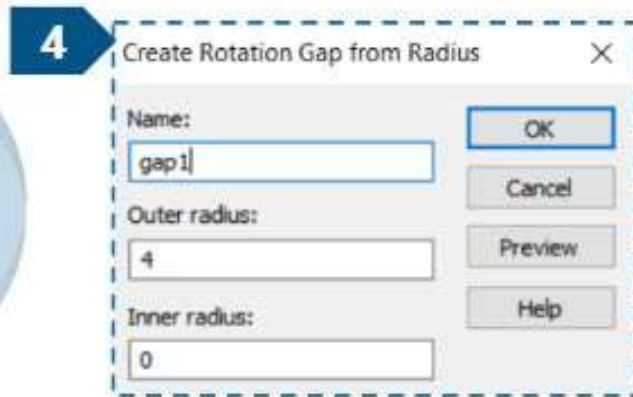 4
Create Rotation Gap from Radius
Name:
gap1
Outer radius:
4
Inner radius:
0
OK
Cancel
Preview
Help